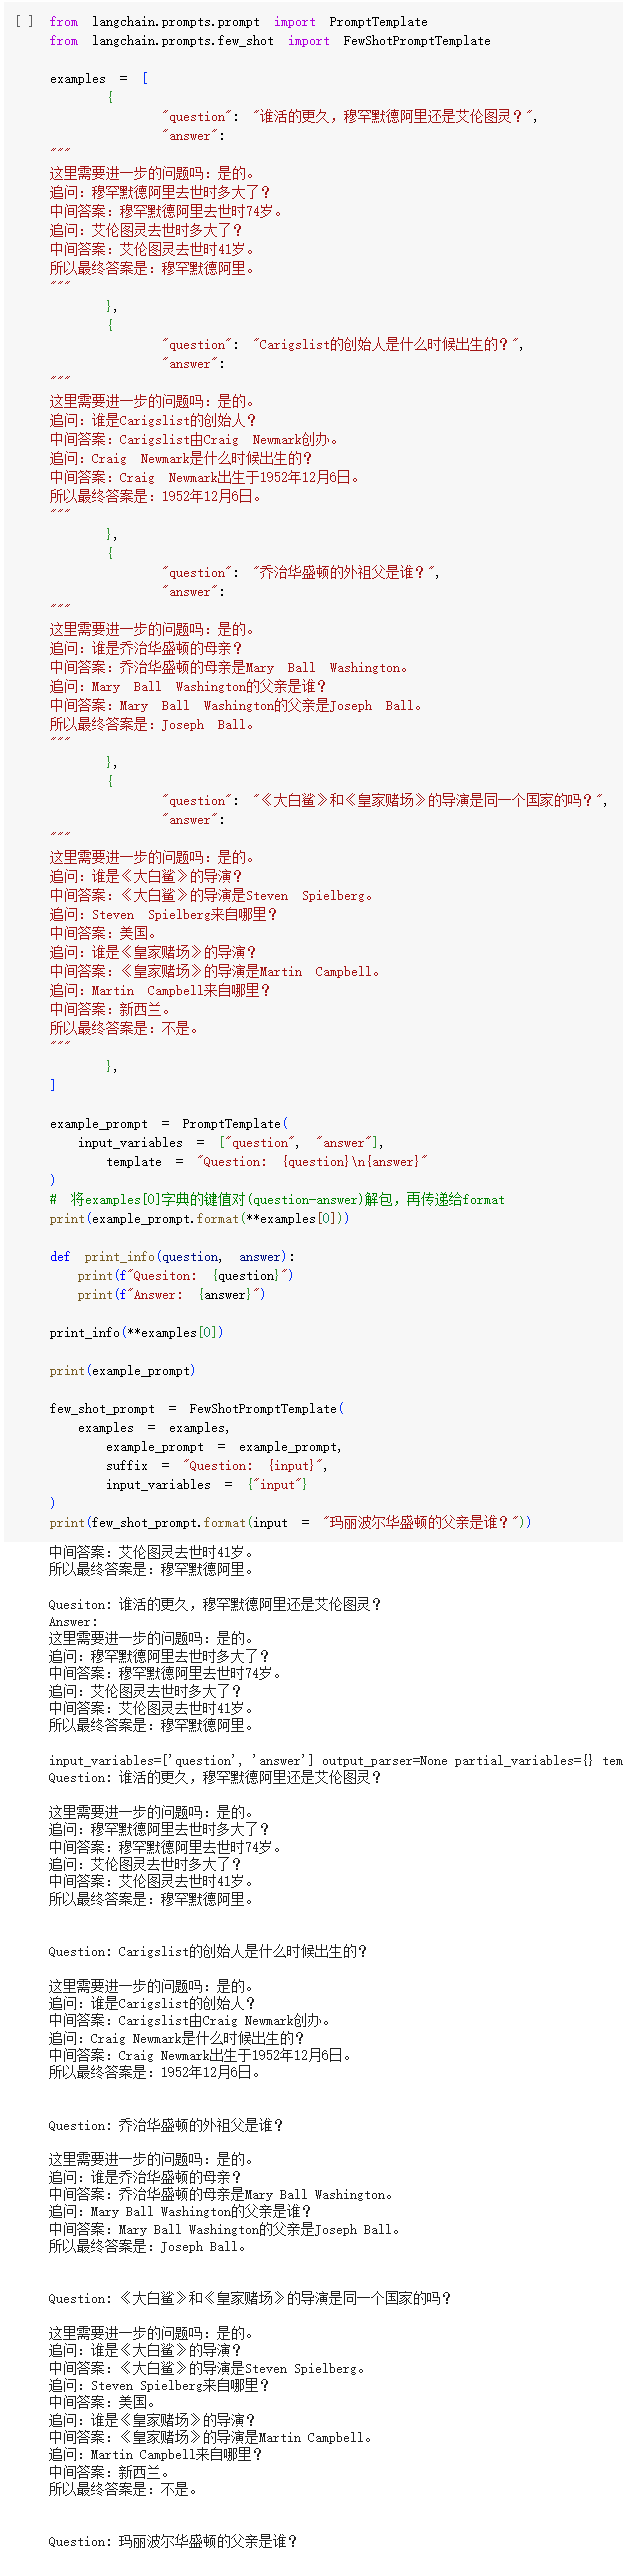 [ ] from langchain.prompts.prompt import PromptTemplate
from langchain.prompts.few_shot import FewShotPromptTemplate

examples = [
        {
                "question": "谁活的更久，穆罕默德阿里还是艾伦图灵？",
                "answer":
"""
这里需要进一步的问题吗：是的。
追问：穆罕默德阿里去世时多大了？
中间答案：穆罕默德阿里去世时74岁。
追问：艾伦图灵去世时多大了？
中间答案：艾伦图灵去世时41岁。
所以最终答案是：穆罕默德阿里。
"""
        },
        {
                "question": "Carigslist的创始人是什么时候出生的？",
                "answer":
"""
这里需要进一步的问题吗：是的。
追问：谁是Carigslist的创始人？
中间答案：Carigslist由Craig Newmark创办。
追问：Craig Newmark是什么时候出生的？
中间答案：Craig Newmark出生于1952年12月6日。
所以最终答案是：1952年12月6日。
"""
        },
        {
                "question": "乔治华盛顿的外祖父是谁？",
                "answer":
"""
这里需要进一步的问题吗：是的。
追问：谁是乔治华盛顿的母亲？
中间答案：乔治华盛顿的母亲是Mary Ball Washington。
追问：Mary Ball Washington的父亲是谁？
中间答案：Mary Ball Washington的父亲是Joseph Ball。
所以最终答案是：Joseph Ball。
"""
        },
        {
                "question": "《大白鲨》和《皇家赌场》的导演是同一个国家的吗？",
                "answer":
"""
这里需要进一步的问题吗：是的。
追问：谁是《大白鲨》的导演？
中间答案：《大白鲨》的导演是Steven Spielberg。
追问：Steven Spielberg来自哪里？
中间答案：美国。
追问：谁是《皇家赌场》的导演？
中间答案：《皇家赌场》的导演是Martin Campbell。
追问：Martin Campbell来自哪里？
中间答案：新西兰。
所以最终答案是：不是。
"""
        },
]

example_prompt = PromptTemplate(
    input_variables = ["question", "answer"],
        template = "Question: {question}\n{answer}"
)
# 将examples[0]字典的键值对(question-answer)解包，再传递给format
print(example_prompt.format(**examples[0]))

def print_info(question, answer):
    print(f"Quesiton: {question}")
    print(f"Answer: {answer}")

print_info(**examples[0])

print(example_prompt)

few_shot_prompt = FewShotPromptTemplate(
    examples = examples,
        example_prompt = example_prompt,
        suffix = "Question: {input}",
        input_variables = {"input"}
)
print(few_shot_prompt.format(input = "玛丽波尔华盛顿的父亲是谁？"))
中间答案：艾伦图灵去世时41岁。
所以最终答案是：穆罕默德阿里。

Quesiton: 谁活的更久，穆罕默德阿里还是艾伦图灵？
Answer:
这里需要进一步的问题吗：是的。
追问：穆罕默德阿里去世时多大了？
中间答案：穆罕默德阿里去世时74岁。
追问：艾伦图灵去世时多大了？
中间答案：艾伦图灵去世时41岁。
所以最终答案是：穆罕默德阿里。

input_variables=['question', 'answer'] output_parser=None partial_variables={} tem
Question: 谁活的更久，穆罕默德阿里还是艾伦图灵？

这里需要进一步的问题吗：是的。
追问：穆罕默德阿里去世时多大了？
中间答案：穆罕默德阿里去世时74岁。
追问：艾伦图灵去世时多大了？
中间答案：艾伦图灵去世时41岁。
所以最终答案是：穆罕默德阿里。


Question: Carigslist的创始人是什么时候出生的？

这里需要进一步的问题吗：是的。
追问：谁是Carigslist的创始人？
中间答案：Carigslist由Craig Newmark创办。
追问：Craig Newmark是什么时候出生的？
中间答案：Craig Newmark出生于1952年12月6日。
所以最终答案是：1952年12月6日。


Question: 乔治华盛顿的外祖父是谁？

这里需要进一步的问题吗：是的。
追问：谁是乔治华盛顿的母亲？
中间答案：乔治华盛顿的母亲是Mary Ball Washington。
追问：Mary Ball Washington的父亲是谁？
中间答案：Mary Ball Washington的父亲是Joseph Ball。
所以最终答案是：Joseph Ball。


Question: 《大白鲨》和《皇家赌场》的导演是同一个国家的吗？

这里需要进一步的问题吗：是的。
追问：谁是《大白鲨》的导演？
中间答案：《大白鲨》的导演是Steven Spielberg。
追问：Steven Spielberg来自哪里？
中间答案：美国。
追问：谁是《皇家赌场》的导演？
中间答案：《皇家赌场》的导演是Martin Campbell。
追问：Martin Campbell来自哪里？
中间答案：新西兰。
所以最终答案是：不是。


Question: 玛丽波尔华盛顿的父亲是谁？